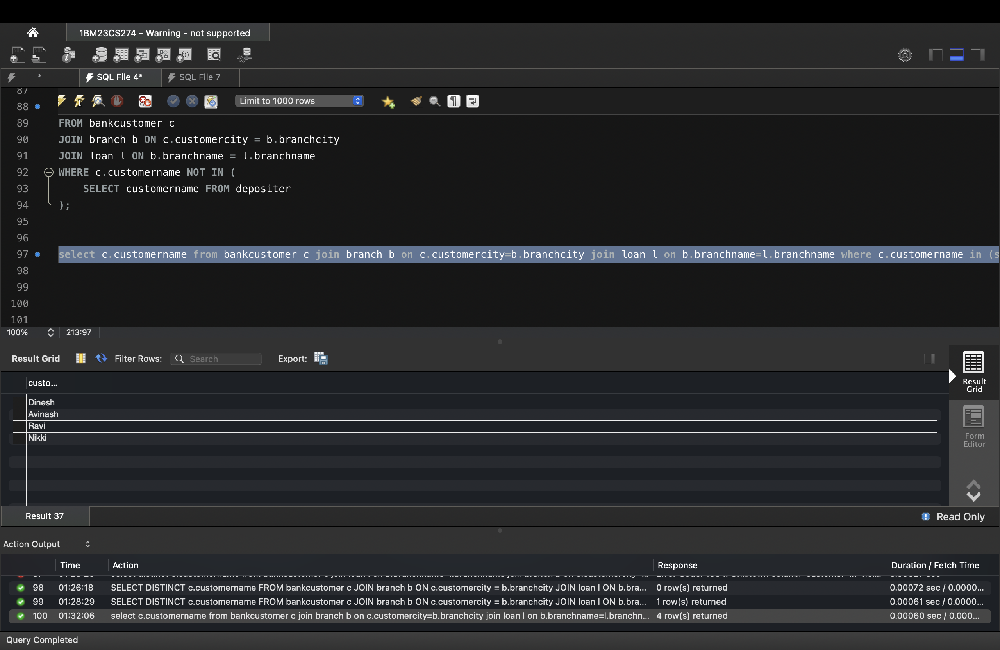 1BM23CS274 - Warning - not supported
* SQL File 4* SQL File 7
87
88 Limit to 1000 rows
89 FROM bankcustomer c
90 JOIN branch b ON c.customercity = b.branchcity
91 JOIN loan l ON b.branchname = l.branchname
92 WHERE c.customername NOT IN (
93 SELECT customername FROM depositer
94 );
95
96
97 select c.customername from bankcustomer c join branch b on c.customercity=b.branchcity join loan l on b.branchname=l.branchname where c.customername in (s
98
99
100
101
100% 213:97
Result Grid Filter Rows: Search Export:
custo...
Dinesh
Avinash
Ravi
Nikki
Result
Grid
Form
Editor
Result 37 Read Only
Action Output
Time Action Response Duration / Fetch Time
98 01:26:18 SELECT DISTINCT c.customername FROM bankcustomer c JOIN branch b ON c.customercity = b.branchcity JOIN loan l ON b.bra... 0 row(s) returned 0.00072 sec / 0.0000...
99 01:28:29 SELECT DISTINCT c.customername FROM bankcustomer c JOIN branch b ON c.customercity = b.branchcity JOIN loan l ON b.bra... 1 row(s) returned 0.00061 sec / 0.0000...
100 01:32:06 select c.customername from bankcustomer c join branch b on c.customercity=b.branchcity join loan l on b.branchname=l.branchn... 4 row(s) returned 0.00060 sec / 0.000...
Query Completed